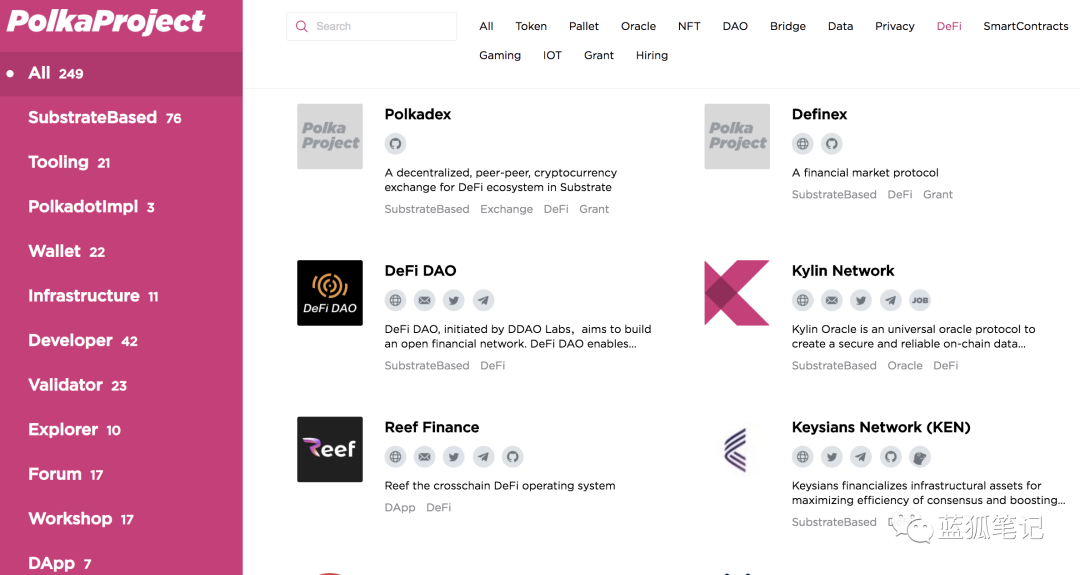 PolkaProject
All 249
SubstrateBased 76
Tooling 21
PolkadotImpl 3
Wallet 22
Infrastructure 11
Developer 42
Validator 23
Explorer 10
Forum 17
Workshop 17
DApp 7
Search
All Token Pallet Oracle NFT DAO Bridge Data Privacy DeFi SmartContracts
Gaming IOT Grant Hiring
Polka
Project
Polkadex
A decentralized, peer-peer, cryptocurrency
exchange for DeFi ecosystem in Substrate
SubstrateBased Exchange DeFi Grant
Polka
Project
Definex
A financial market protocol
SubstrateBased DeFi Grant
DeFi DAO
DeFi DAO
DeFi DAO, initiated by DDAO Labs，aims to build
an open financial network. DeFi DAO enables...
SubstrateBased DeFi
Kylin Network
JOB
Kylin Oracle is an universal oracle protocol to
create a secure and reliable on-chain data...
SubstrateBased Oracle DeFi
Reef
Reef Finance
Reef the crosschain DeFi operating system
DApp DeFi
Keysians Network (KEN)
Keysians financializes infrastructural assets for
maximizing efficiency of consensus and boosting...
SubstrateBased
蓝狐笔记